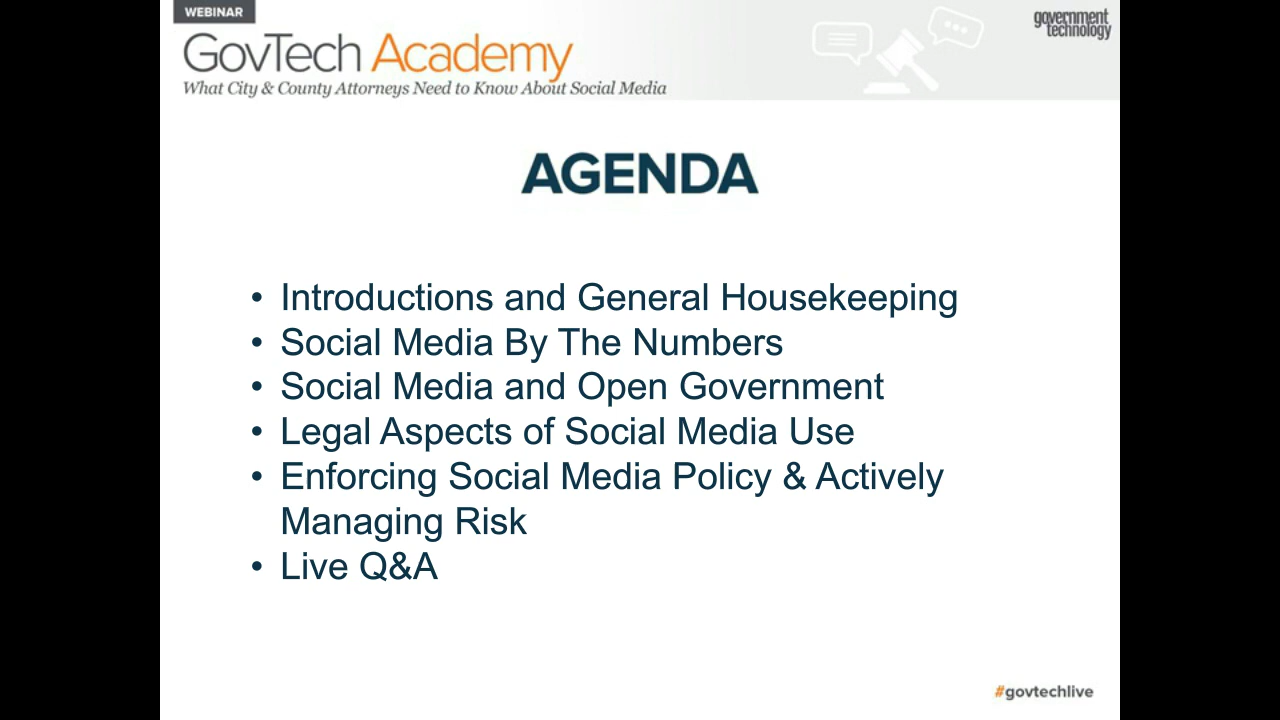 WEBINAR
GovTech Academy
What City & County Attorneys Need to Know About Social Media
government
technology
AGENDA
• Introductions and General Housekeeping
• Social Media By The Numbers
• Social Media and Open Government
• Legal Aspects of Social Media Use
• Enforcing Social Media Policy & Actively
Managing Risk
• Live Q&A
#govtechlive